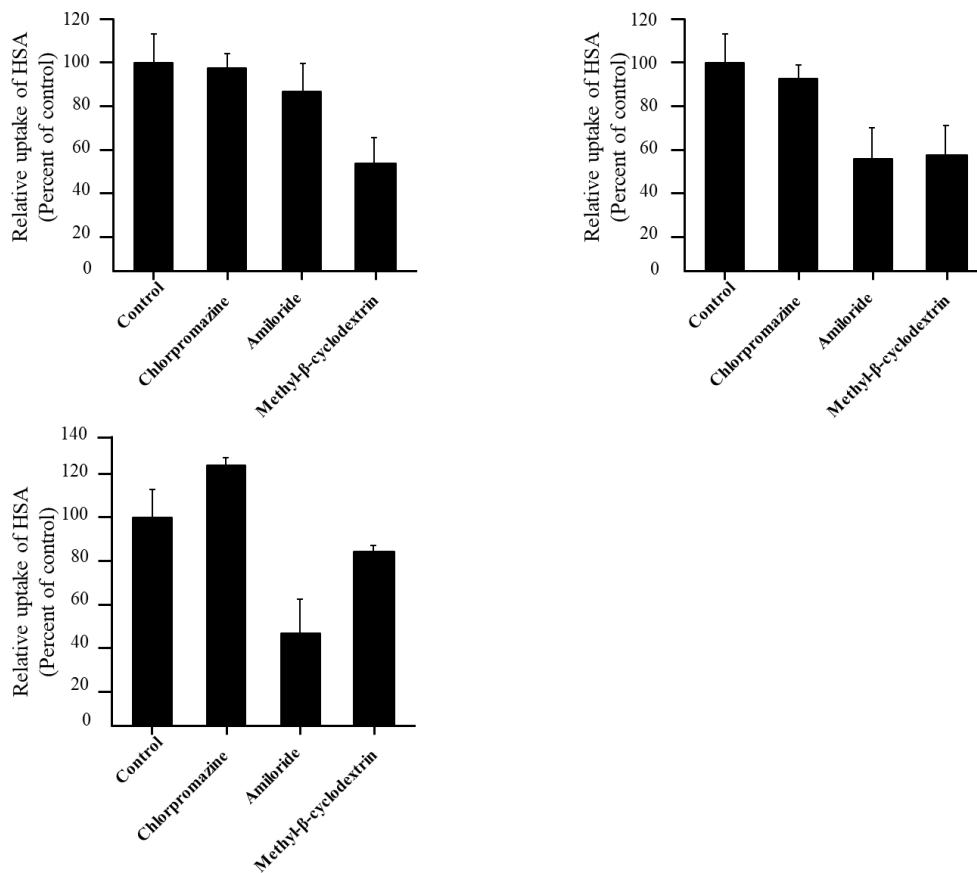 Relative uptake of HSA
(Percent of control)
120
100
80
60
40
20
0
Control
Chlorpromazine
Amiloride
Methyl-β-cyclodextrin
Relative uptake of HSA
(Percent of control)
120
100
80
60
40
20
0
Control
Chlorpromazine
Amiloride
Methyl-β-cyclodextrin
Relative uptake of HSA
(Percent of control)
140
120
100
80
60
40
20
0
Control
Chlorpromazine
Amiloride
Methyl-β-cyclodextrin